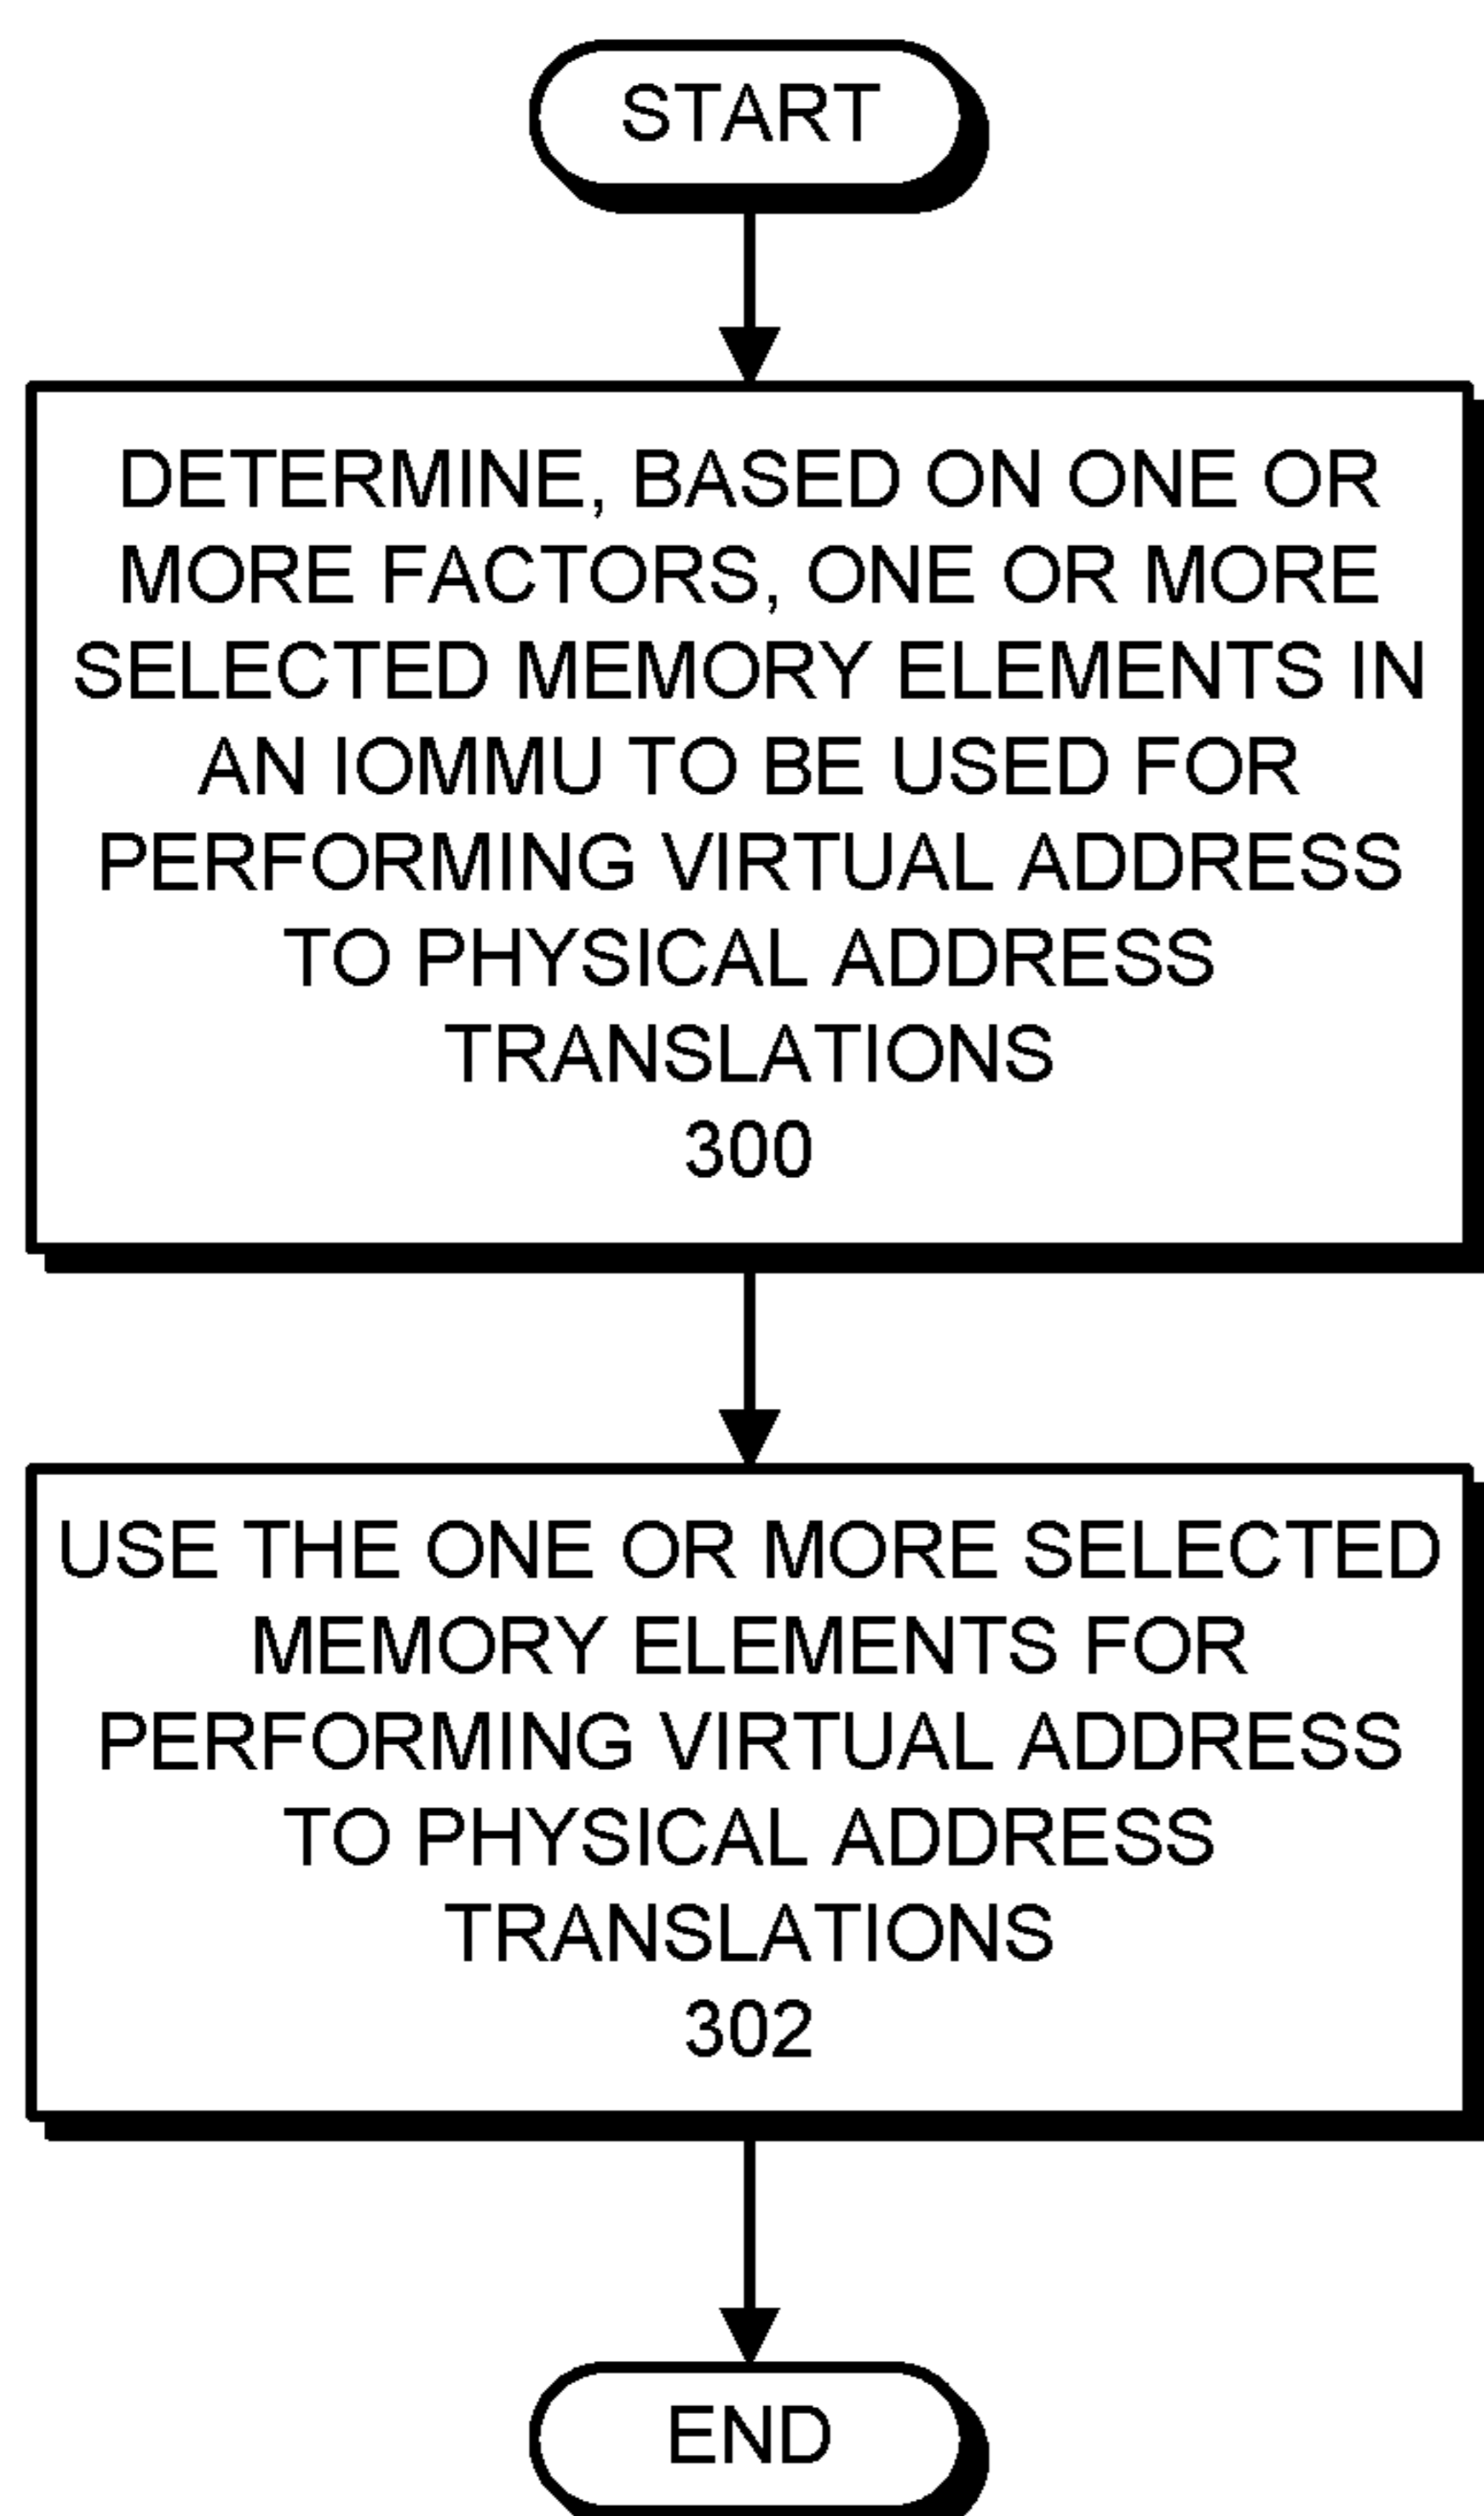 START
DETERMINE, BASED ON ONE OR
MORE FACTORS, ONE OR MORE
SELECTED MEMORY ELEMENTS IN
AN IOMMU TO BE USED FOR
PERFORMING VIRTUAL ADDRESS
TO PHYSICAL ADDRESS
TRANSLATIONS
300
USE THE ONE OR MORE SELECTED
MEMORY ELEMENTS FOR
PERFORMING VIRTUAL ADDRESS
TO PHYSICAL ADDRESS
TRANSLATIONS
302
END